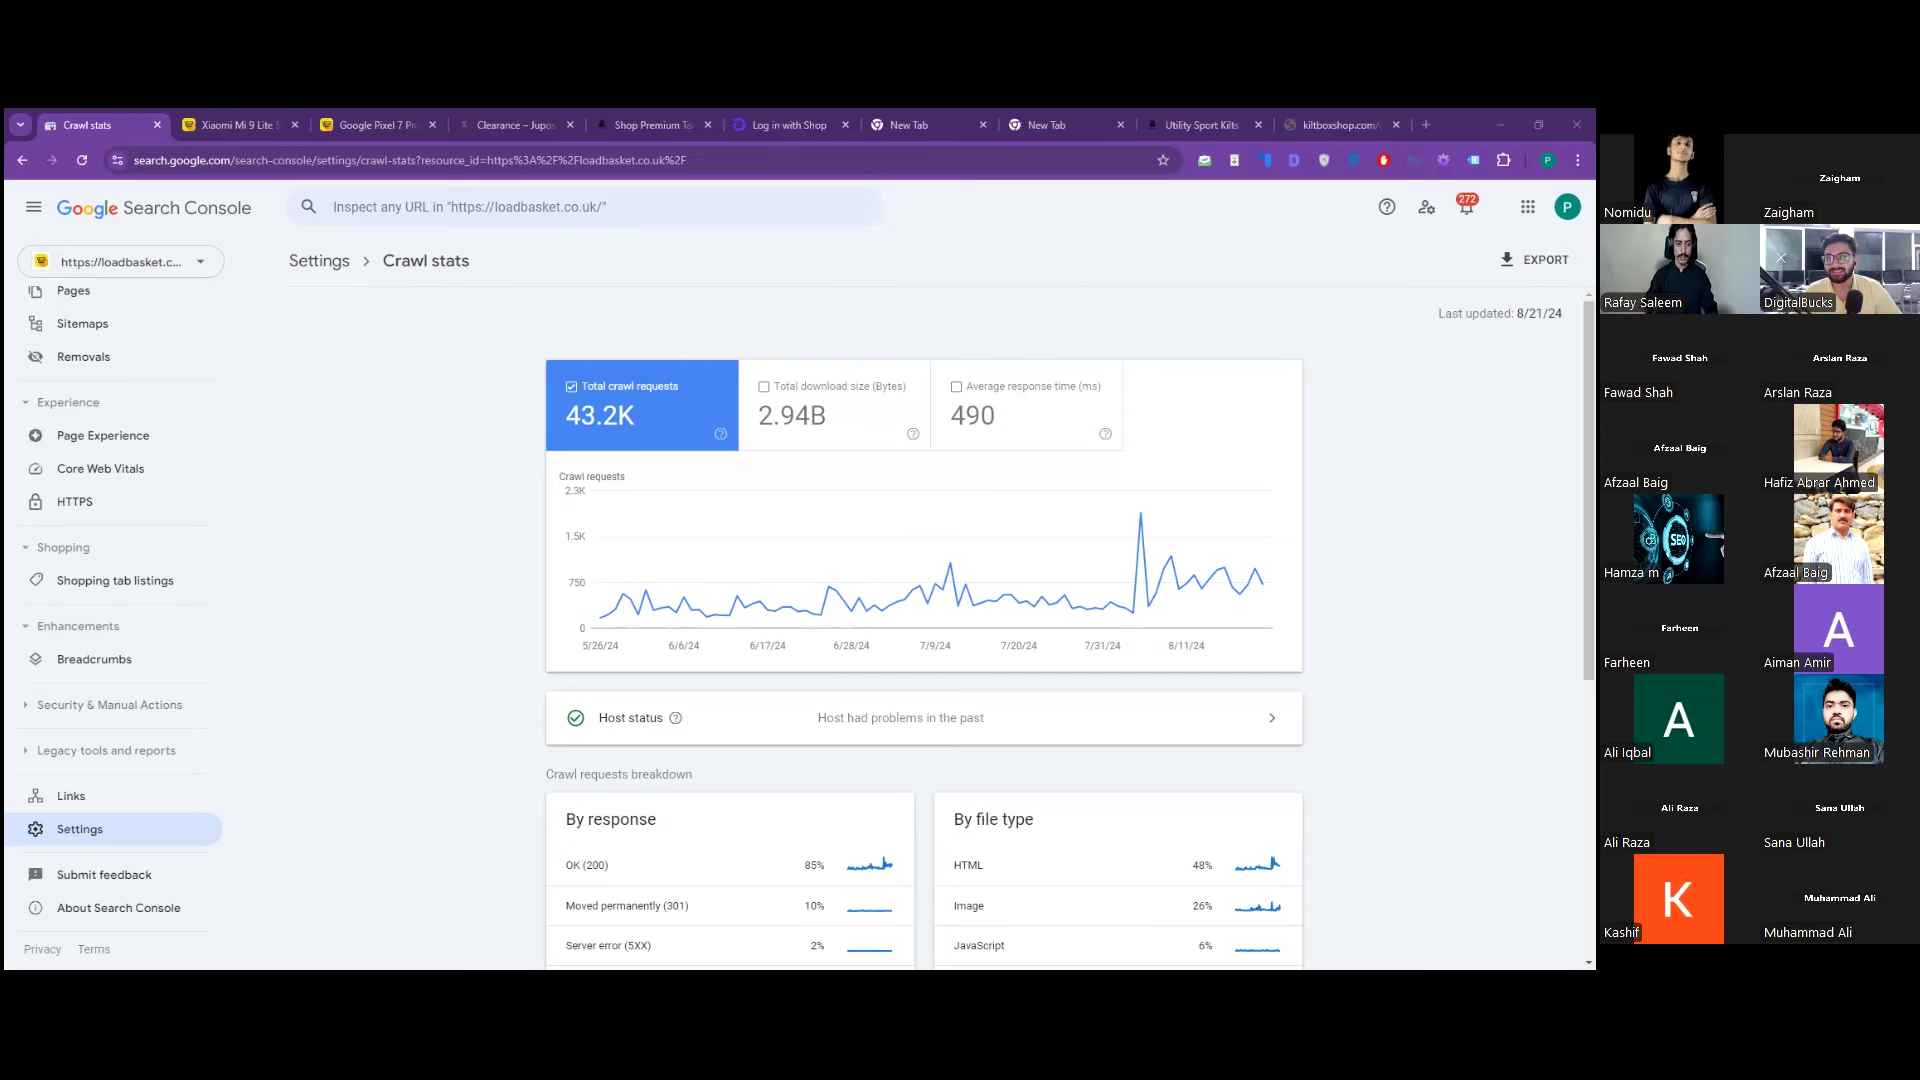 Crawl stats
Xiaomi Mi 9 Lite S
Google Pixel 7 Pr
Clearance – Jupos
Shop Premium Ta
Log in with Shop
New Tab
New Tab
Utility Sport Kilts
kiltboxshop.com/
search.google.com/search-console/settings/crawl-stats?resource_id=https%3A%2F%2Floadbasket.co.uk%2F
P
Google Search Console
Inspect any URL in "https://loadbasket.co.uk/"
272
P
https://loadbasket.c...
Settings
Crawl stats
EXPORT
Pages
Sitemaps
Removals
Experience
Page Experience
Core Web Vitals
HTTPS
Shopping
Shopping tab listings
Enhancements
Breadcrumbs
Security & Manual Actions
Legacy tools and reports
Links
Settings
Submit feedback
About Search Console
Privacy Terms
Last updated: 8/21/24
Total crawl requests
43.2K
Total download size (Bytes)
2.94B
Average response time (ms)
490
Crawl requests
2.3K
1.5K
750
0
5/26/24 6/6/24 6/17/24 6/28/24 7/9/24 7/20/24 7/31/24 8/11/24
Host status
Host had problems in the past
Crawl requests breakdown
By response
OK (200) 85%
Moved permanently (301) 10%
Server error (5XX) 2%
By file type
HTML 48%
Image 26%
JavaScript 6%
Nomidu
Zaigham
Zaigham
Rafay Saleem
DigitalBucks
Fawad Shah
Fawad Shah
Arslan Raza
Arslan Raza
Afzaal Baig
Afzaal Baig
Hafiz Abrar Ahmed
SEO
Hamza m
Afzaal Baig
Farheen
Farheen
A
Aiman Amir
A
Ali Iqbal
Mubashir Rehman
Ali Raza
Ali Raza
Sana Ullah
Sana Ullah
K
Kashif
Muhammad Ali
Muhammad Ali